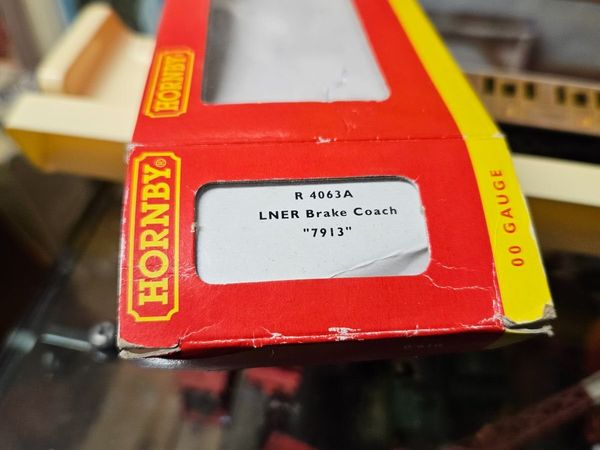 HORNBY
HORNBY®
R 4063A
LNER Brake Coach
"7913"
00 GAUGE